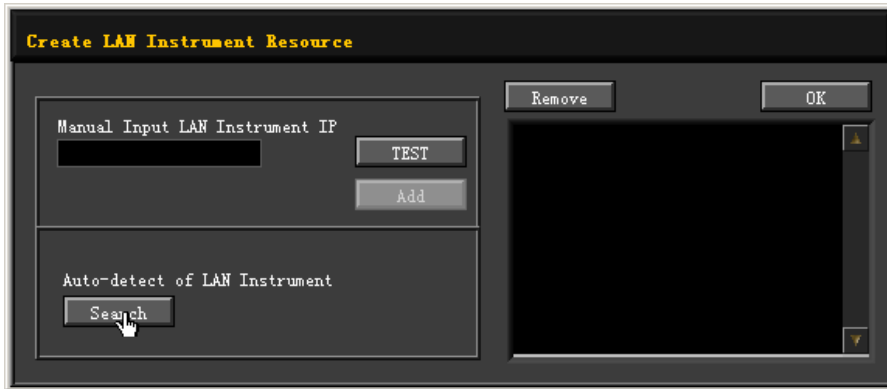 Create LAN Instrument Resource
Remove
OK
Manual Input LAN Instrument IP
TEST
Add
Auto-detect of LAN Instrument
Search